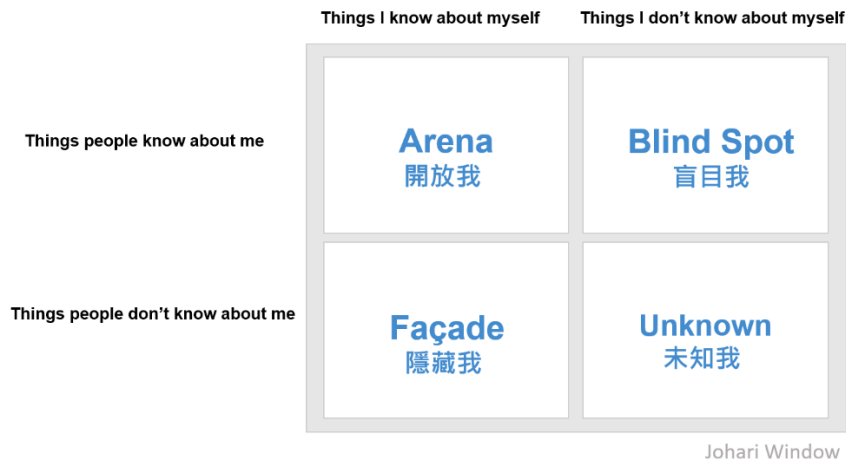 Things I know about myself
Things I don’t know about myself
Things people know about me
Arena
開放我
Blind Spot
盲目我
Things people don’t know about me
Façade
隱藏我
Unknown
未知我
Johari Window